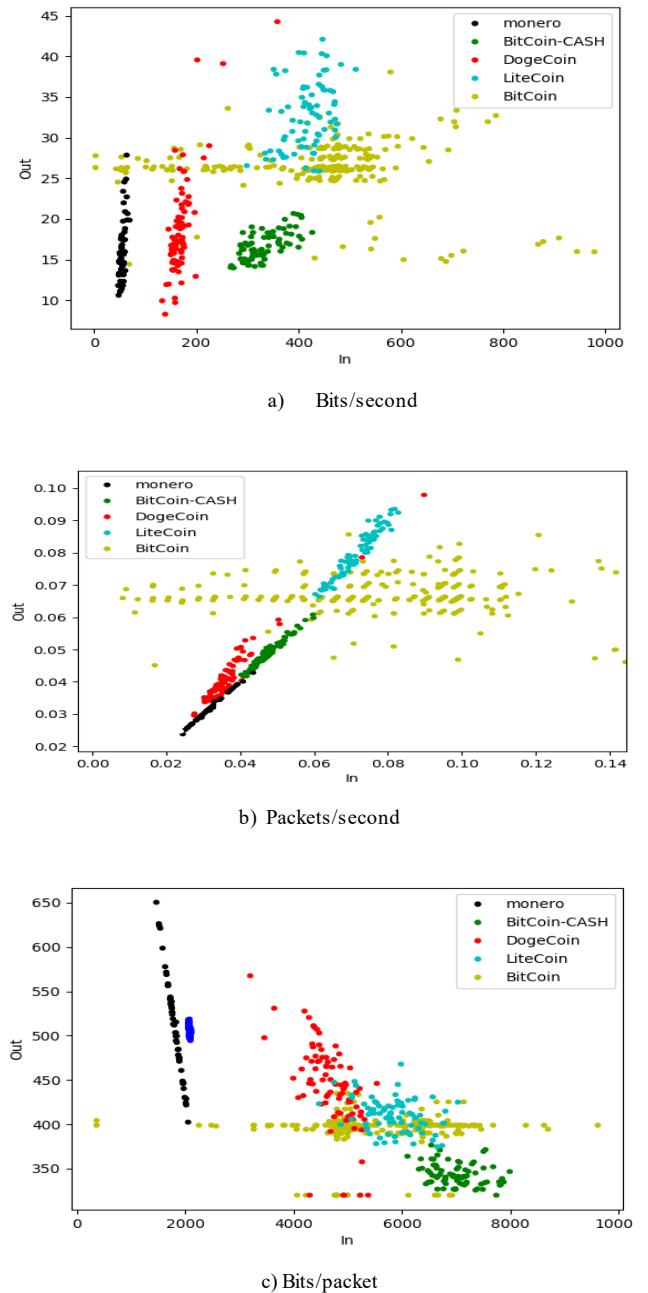 45
40
35
30
25
20
15
10
Out
monero
BitCoin-CASH
DogeCoin
LiteCoin
BitCoin
0 200 400 600 800 1000
In
a) Bits/second
0.10
0.09
0.08
0.07
0.06
0.05
0.04
0.03
0.02
Out
monero
BitCoin-CASH
DogeCoin
LiteCoin
BitCoin
0.00 0.02 0.04 0.06 0.08 0.10 0.12 0.14
In
b) Packets/second
650
600
550
500
450
400
350
Out
monero
BitCoin-CASH
DogeCoin
LiteCoin
BitCoin
0 2000 4000 6000 8000 10000
In
c) Bits/packet